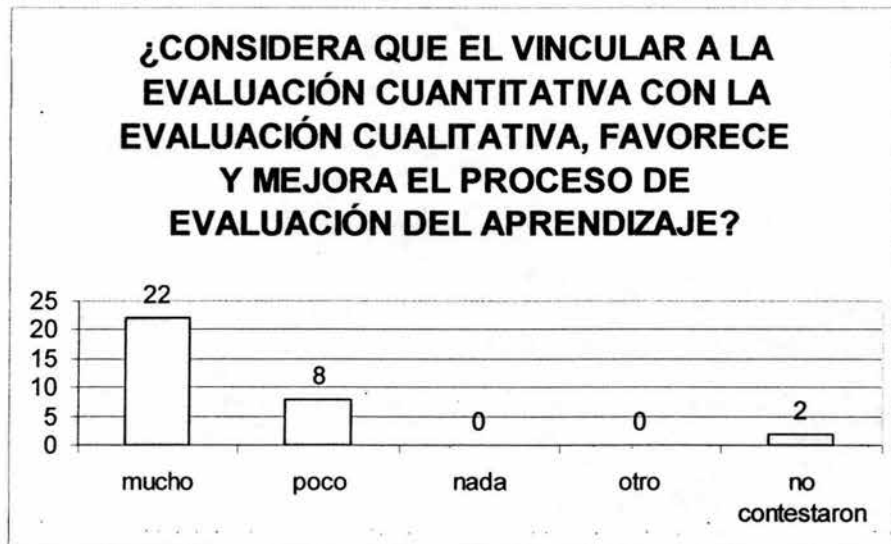 ¿CONSIDERA QUE EL VINCULAR A LA
EVALUACIÓN CUANTITATIVA CON LA
EVALUACIÓN CUALITATIVA, FAVORECE
Y MEJORA EL PROCESO DE
EVALUACIÓN DEL APRENDIZAJE?
25
20
15
10
5
0
22
8
0
0
2
mucho
poco
nada
otro
no
contestaron